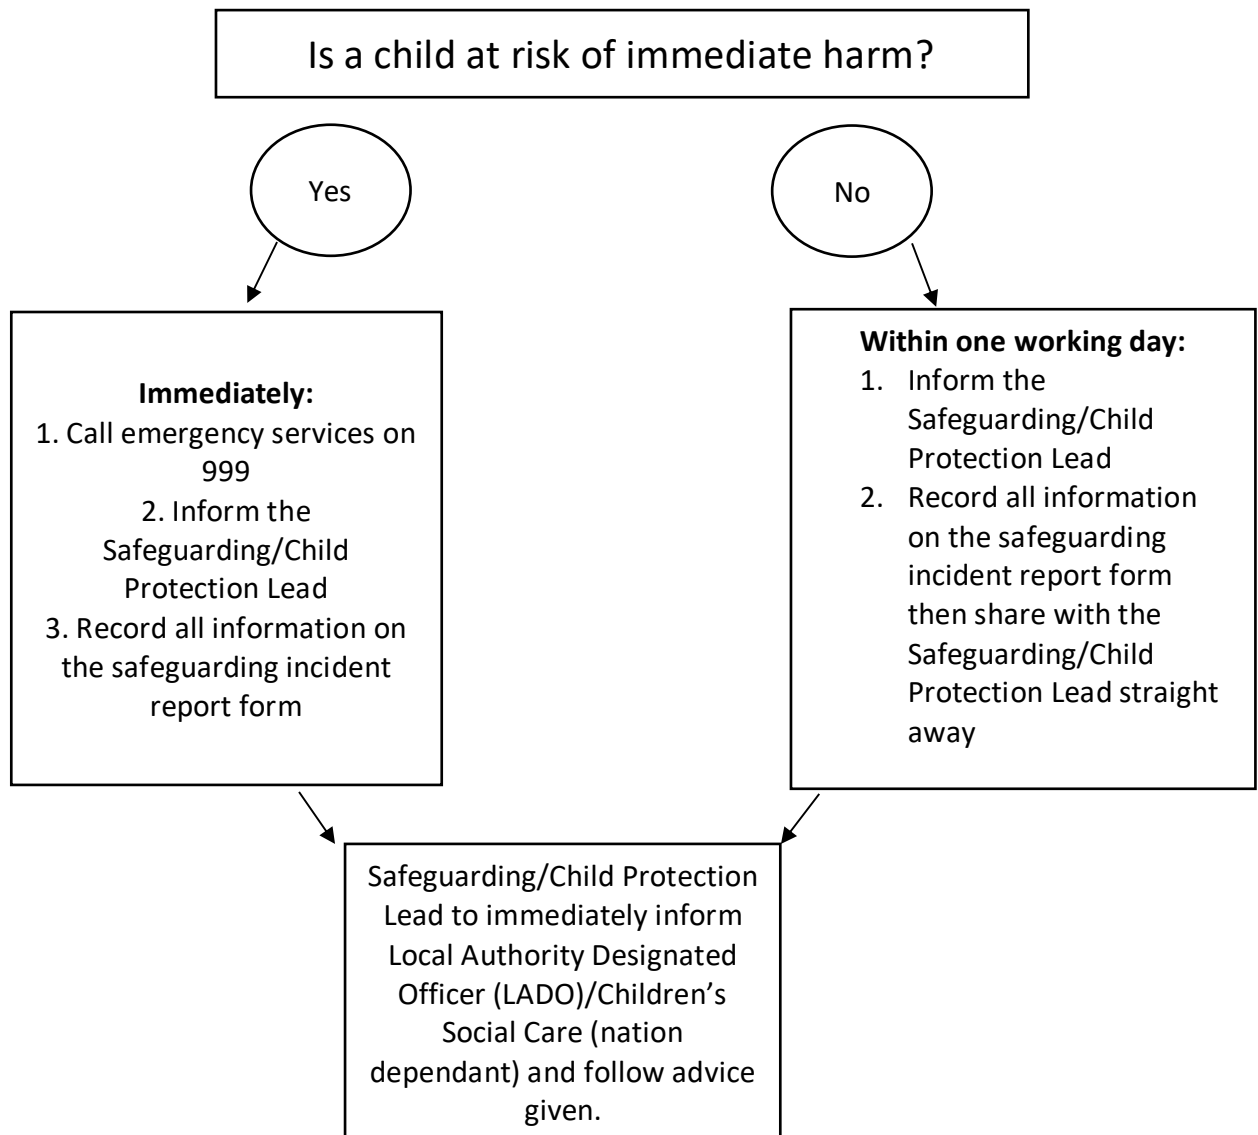 Is a child at risk of immediate harm?
Yes
No
Immediately:
1. Call emergency services on
999
2. Inform the
Safeguarding/Child
Protection Lead
3. Record all information on
the safeguarding incident
report form
Within one working day:
1. Inform the
Safeguarding/Child
Protection Lead
2. Record all information
on the safeguarding
incident report form
then share with the
Safeguarding/Child
Protection Lead straight
away
Safeguarding/Child Protection
Lead to immediately inform
Local Authority Designated
Officer (LADO)/Children’s
Social Care (nation
dependant) and follow advice
given.